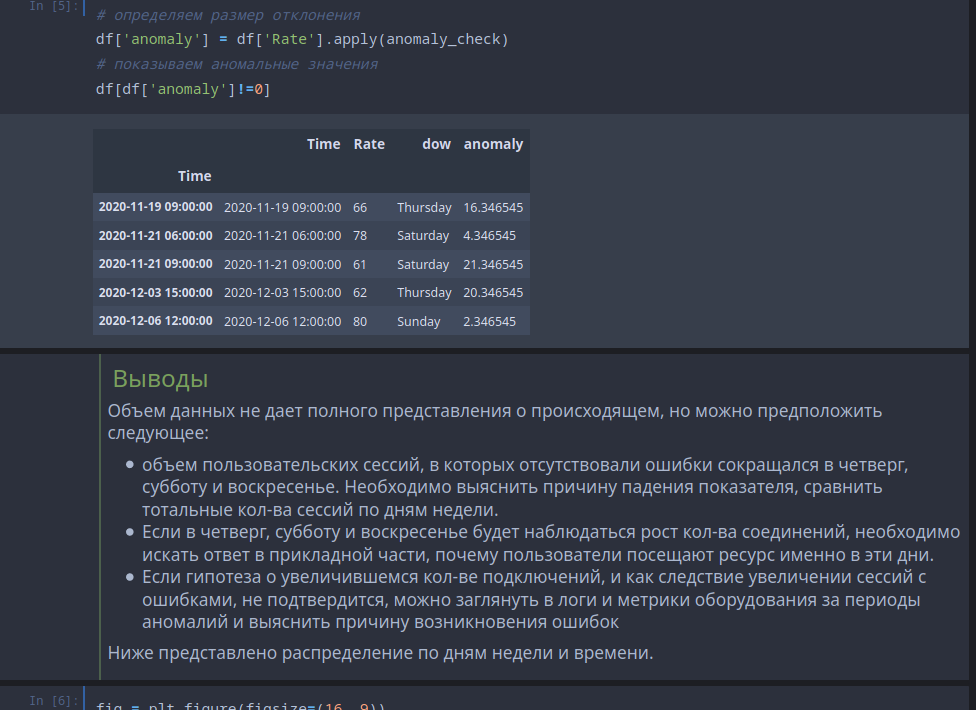 In [5]:
# определяем размер отклонения
df['anomaly'] = df['Rate'].apply(anomaly_check)
# показываем аномальные значения
df[df['anomaly']!=0]
Time Rate dow anomaly
Time
2020-11-19 09:00:00 2020-11-19 09:00:00 66 Thursday 16.346545
2020-11-21 06:00:00 2020-11-21 06:00:00 78 Saturday 4.346545
2020-11-21 09:00:00 2020-11-21 09:00:00 61 Saturday 21.346545
2020-12-03 15:00:00 2020-12-03 15:00:00 62 Thursday 20.346545
2020-12-06 12:00:00 2020-12-06 12:00:00 80 Sunday 2.346545
Выводы
Объем данных не дает полного представления о происходящем, но можно предположить
следующее:
• объем пользовательских сессий, в которых отсутствовали ошибки сокращался в четверг,
субботу и воскресенье. Необходимо выяснить причину падения показателя, сравнить
тотальные кол-ва сессий по дням недели.
• Если в четверг, субботу и воскресенье будет наблюдаться рост кол-ва соединений, необходимо
искать ответ в прикладной части, почему пользователи посещают ресурс именно в эти дни.
• Если гипотеза о увеличившемся кол-ве подключений, и как следствие увеличении сессий с
ошибками, не подтвердится, можно заглянуть в логи и метрики оборудования за периоды
аномалий и выяснить причину возникновения ошибок
Ниже представлено распределение по дням недели и времени.
In [6]:
fig = plt.figure(figsize=(16, 9))